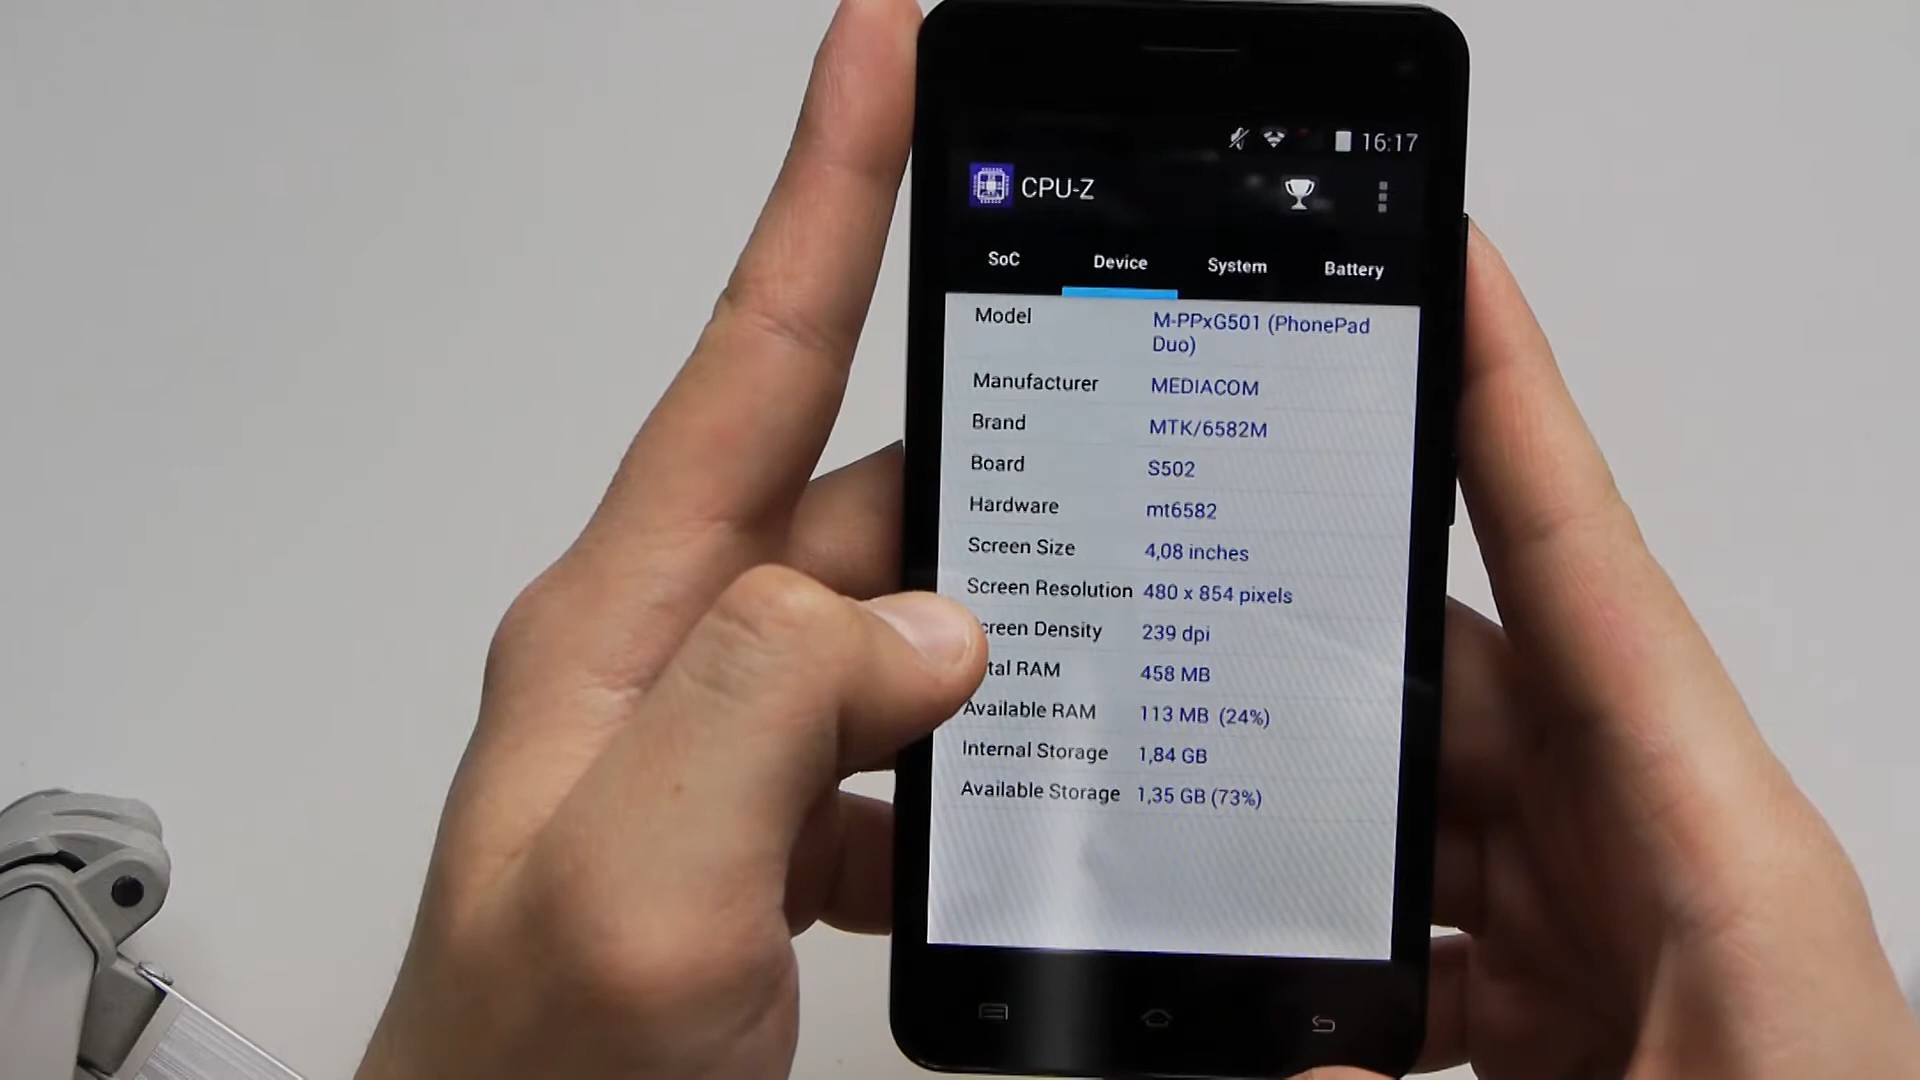 16:17
CPU-Z
SoC Device System Battery
Model M-PPxG501 (PhonePad
Duo)
Manufacturer MEDIACOM
Brand MTK/6582M
Board S502
Hardware mt6582
Screen Size 4,08 inches
Screen Resolution 480 x 854 pixels
creen Density 239 dpi
tal RAM 458 MB
Available RAM 113 MB (24%)
Internal Storage 1,84 GB
Available Storage 1,35 GB (73%)